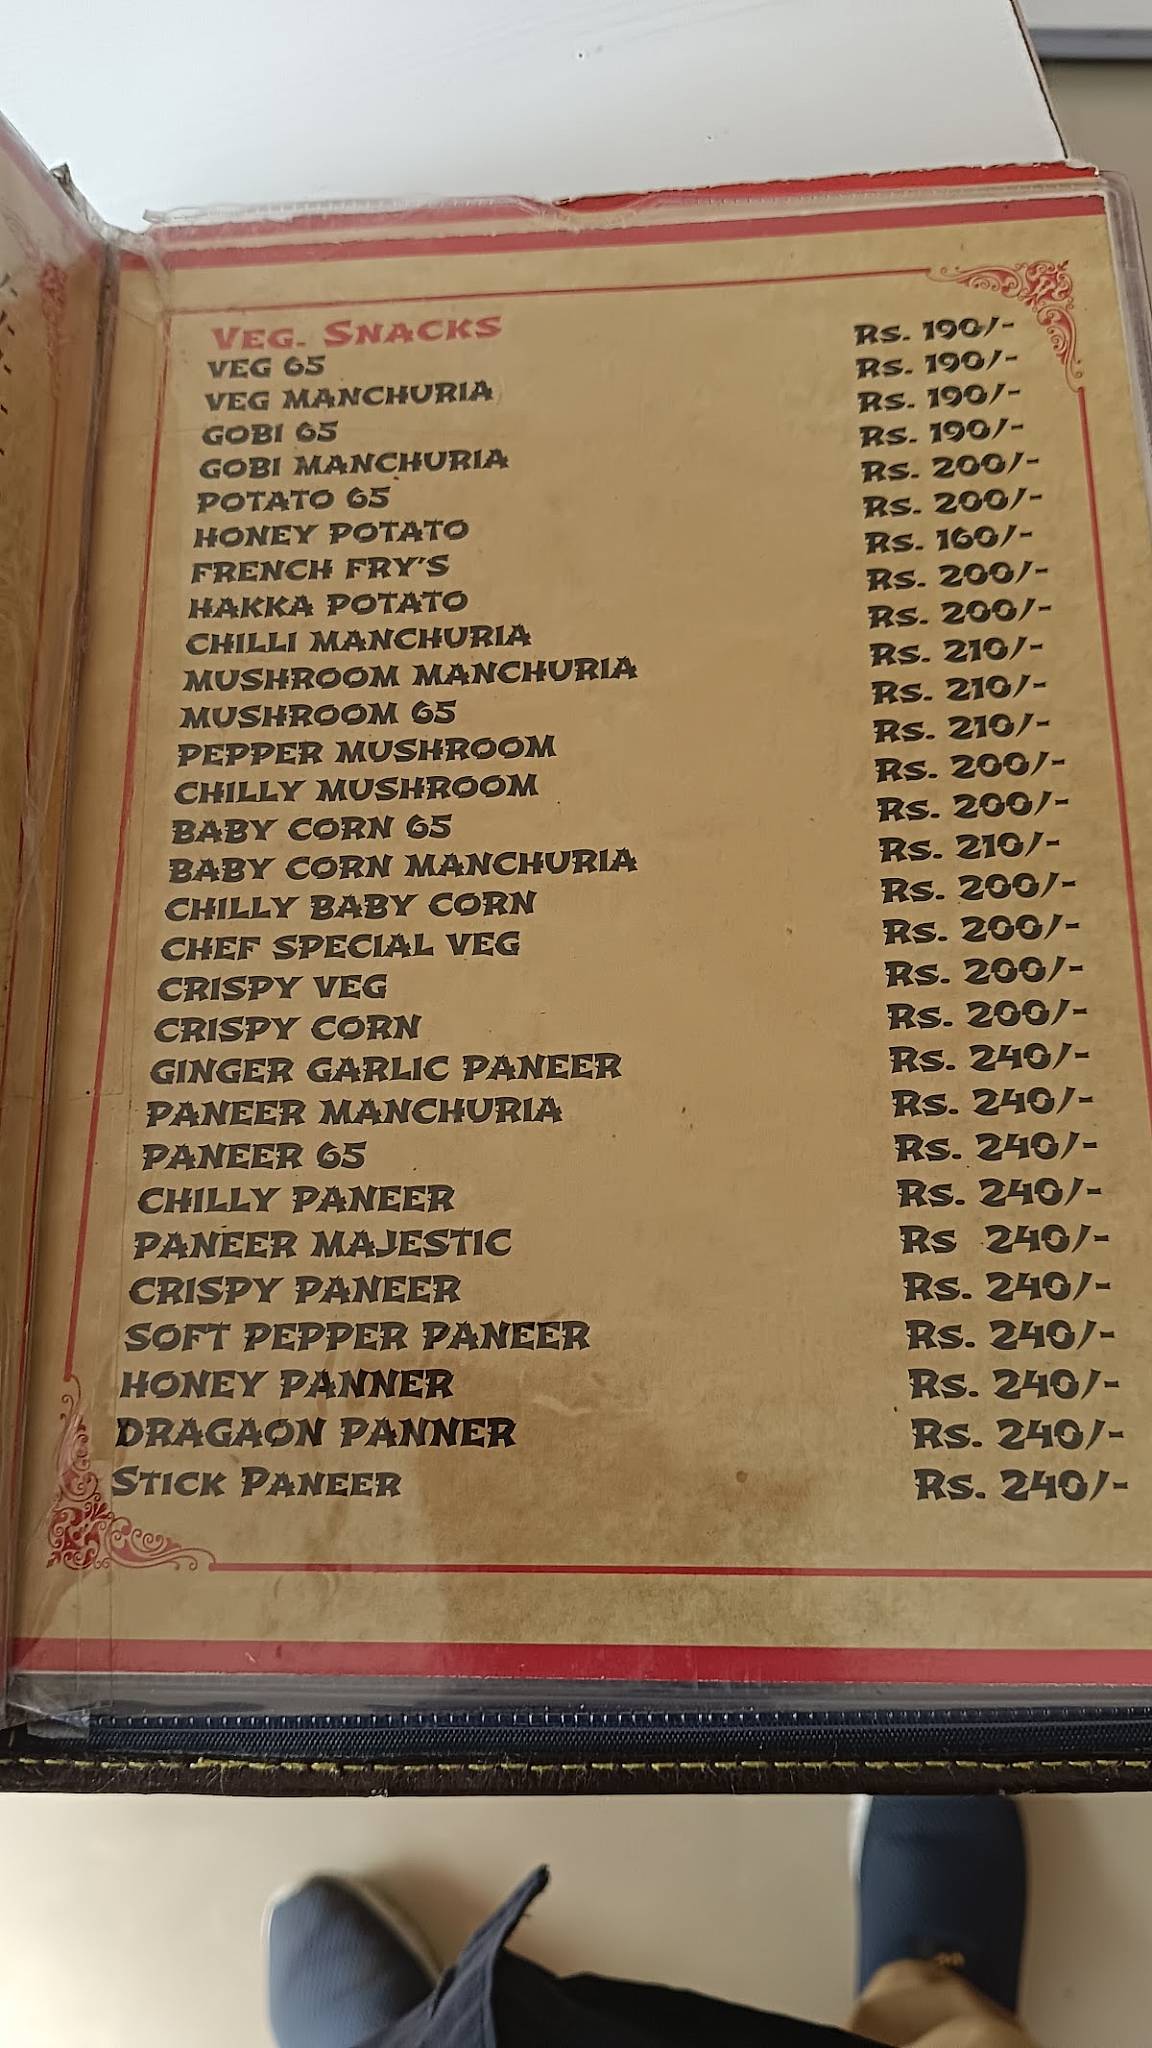 VEG. SNACKS
VEG 65 Rs. 190/-
VEG MANCHURIA Rs. 190/-
GOBI 65 Rs. 190/-
GOBI MANCHURIA Rs. 190/-
POTATO 65 Rs. 200/-
HONEY POTATO Rs. 200/-
FRENCH FRY'S Rs. 160/-
HAKKA POTATO Rs. 200/-
CHILLI MANCHURIA Rs. 200/-
MUSHROOM MANCHURIA Rs. 210/-
MUSHROOM 65 Rs. 210/-
PEPPER MUSHROOM Rs. 210/-
CHILLY MUSHROOM Rs. 200/-
BABY CORN 65 Rs. 200/-
BABY CORN MANCHURIA Rs. 210/-
CHILLY BABY CORN Rs. 200/-
CHEF SPECIAL VEG Rs. 200/-
CRISPY VEG Rs. 200/-
CRISPY CORN Rs. 200/-
GINGER GARLIC PANEER Rs. 240/-
PANEER MANCHURIA Rs. 240/-
PANEER 65 Rs. 240/-
CHILLY PANEER Rs. 240/-
PANEER MAJESTIC Rs 240/-
CRISPY PANEER Rs. 240/-
SOFT PEPPER PANEER Rs. 240/-
HONEY PANNER Rs. 240/-
DRAGAON PANNER Rs. 240/-
STICK PANEER Rs. 240/-